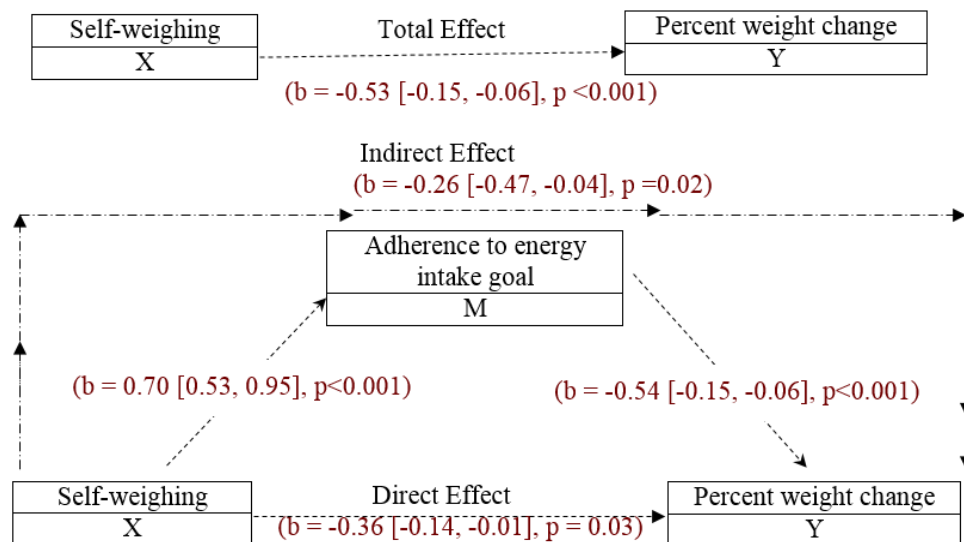 Self-weighing
X
Total Effect
Percent weight change
Y
(b = -0.53 [-0.15, -0.06], p <0.001)
Indirect Effect
(b = -0.26 [-0.47, -0.04], p =0.02)
Adherence to energy
intake goal
M
(b = 0.70 [0.53, 0.95], p<0.001)
(b = -0.54 [-0.15, -0.06], p<0.001)
Self-weighing
X
Direct Effect
(b = -0.36 [-0.14, -0.01], p = 0.03)
Percent weight change
Y